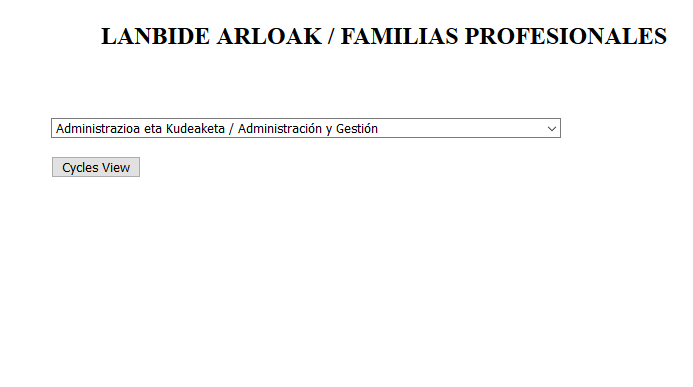 LANBIDE ARLOAK / FAMILIAS PROFESIONALES
Administrazioa eta Kudeaketa / Administración y Gestión
Cycles View